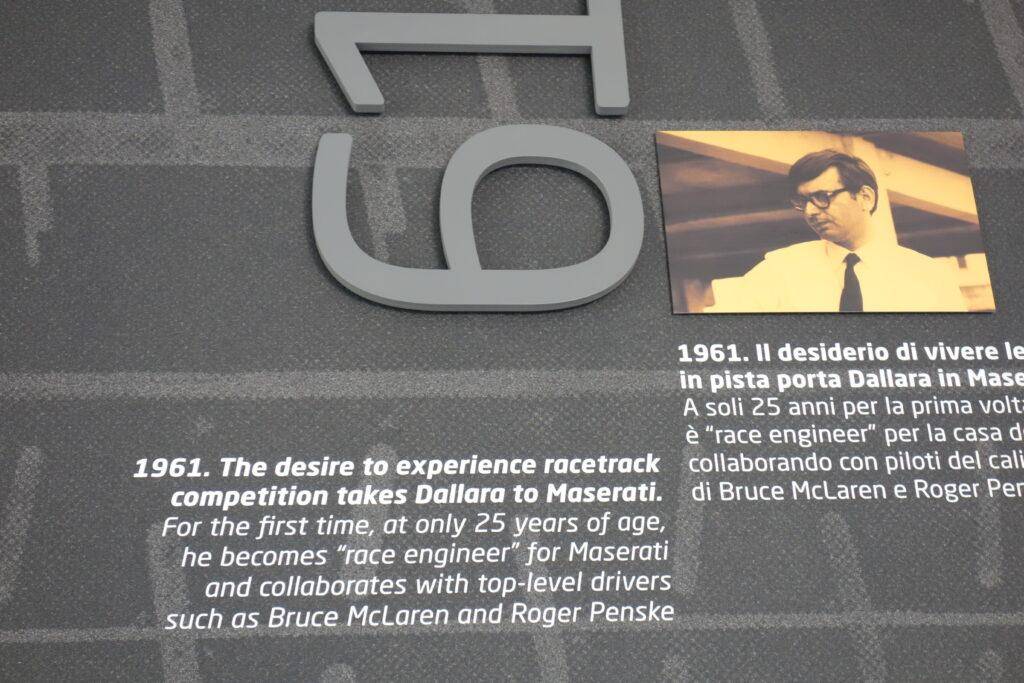 61
1961. Il desiderio di vivere le
in pista porta Dallara in Mase
A soli 25 anni per la prima volta
è “race engineer” per la casa de
collaborando con piloti del cali
di Bruce McLaren e Roger Pen
1961. The desire to experience racetrack
competition takes Dallara to Maserati.
For the first time, at only 25 years of age,
he becomes “race engineer” for Maserati
and collaborates with top-level drivers
such as Bruce McLaren and Roger Penske